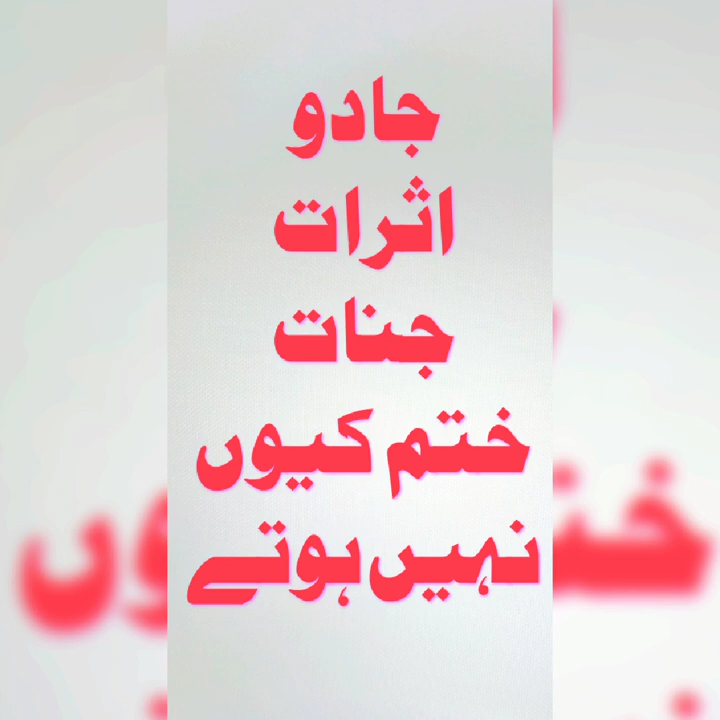 جادو
اثرات
جنات
ختم کیوں
نہیں ہوتے